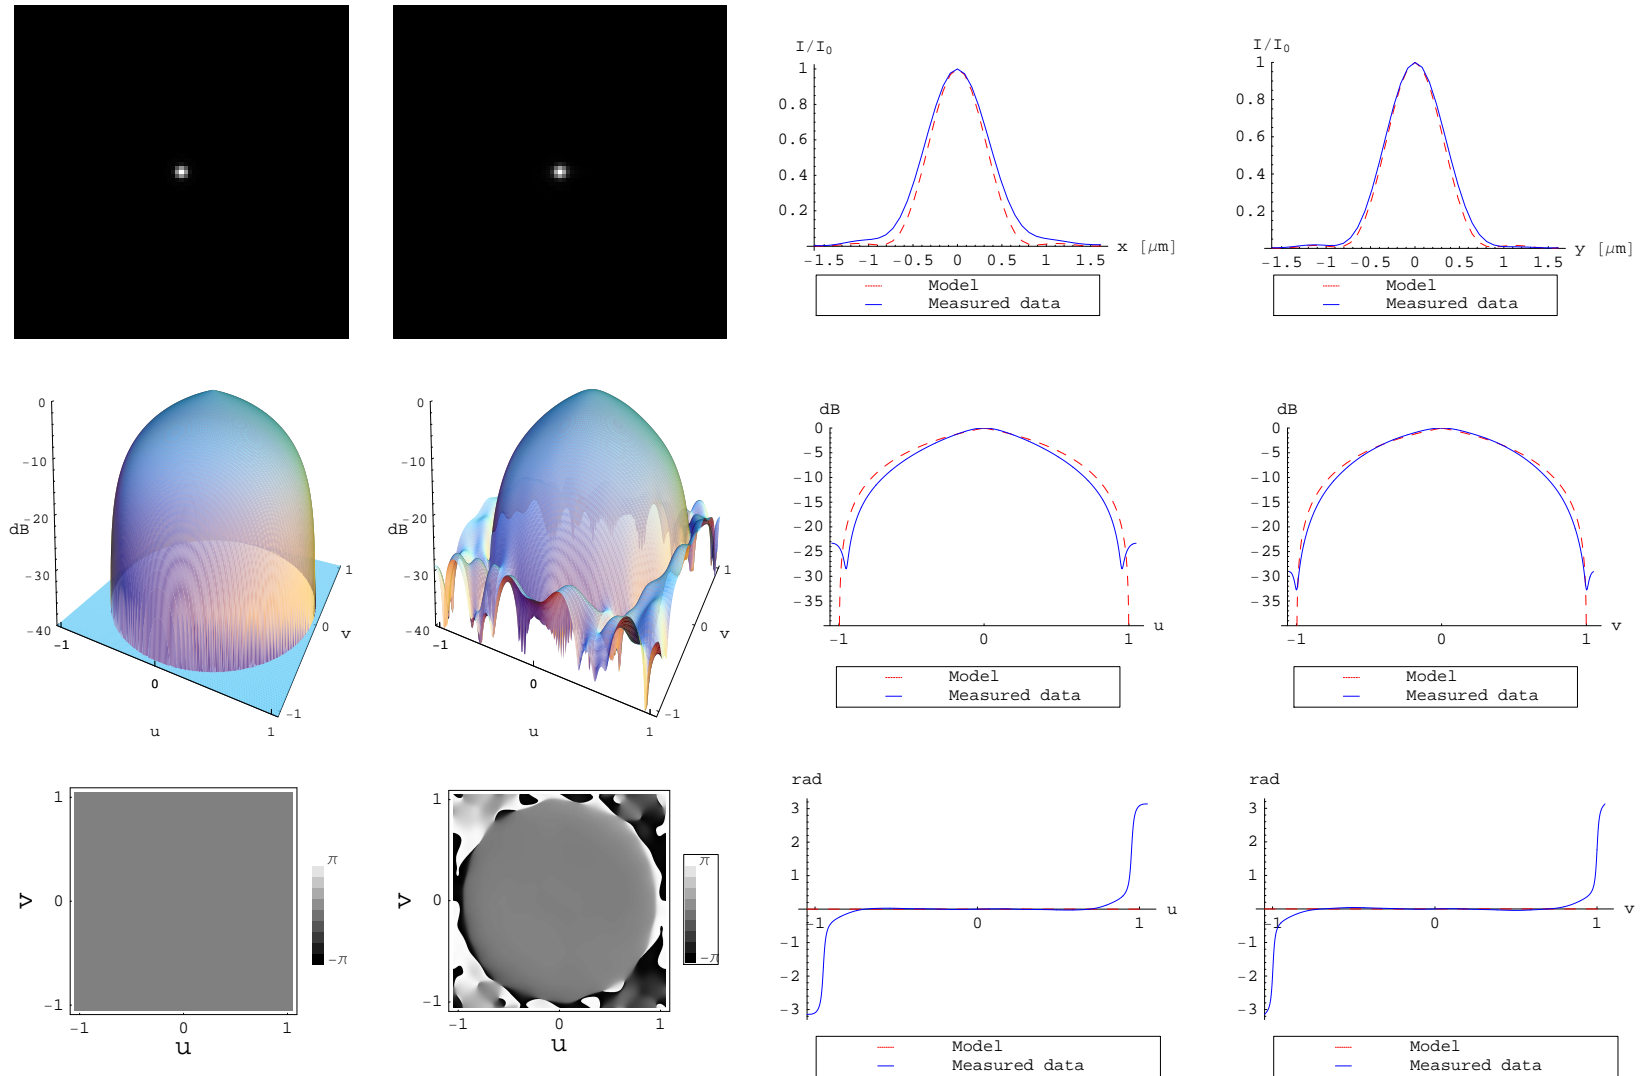 I/I0
1
0.8
0.6
0.4
0.2
-1.5 -1 -0.5 0 0.5 1 1.5
x [μm]
Model
Measured data
I/I0
1
0.8
0.6
0.4
0.2
-1.5 -1 -0.5 0 0.5 1 1.5
y [μm]
Model
Measured data
0
-10
-20
dB
-30
-40
-1
0
1
u
-1
0
1
v
0
-10
-20
dB
-30
-40
-1
0
1
u
-1
0
1
v
dB
0
-5
-10
-15
-20
-25
-30
-35
-1 0 1 u
Model
Measured data
dB
0
-5
-10
-15
-20
-25
-30
-35
-1 0 1 v
Model
Measured data
1
0
-1
v
-1 0 1
u
π
-π
1
0
-1
v
-1 0 1
u
π
-π
rad
3
2
1
-1
-2
-3
-1 0 1 u
Model
Measured data
rad
3
2
1
-1
-2
-3
-1 0 1 v
Model
Measured data